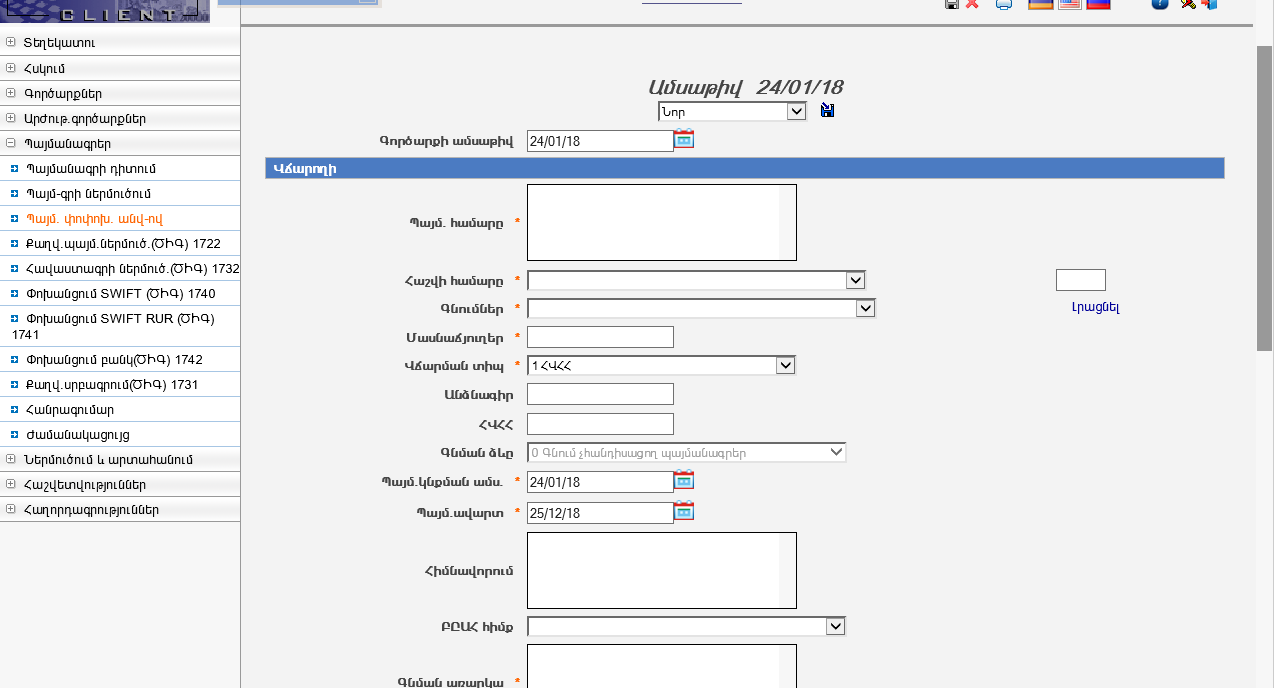 CLIENT
Տեղեկատու
Հսկում
Գործարքներ
Արժութ.գործարքներ
Պայմանագրեր
Պայմանագրի դիտում
Պայմ-գրի ներմուծում
Պայմ. փոփոխ. անվ-ով
Քաղվ.պայմ.ներմուծ.(ԾԻԳ) 1722
Հավաստագրի ներմուծ.(ԾԻԳ) 1732
Փոխանցում SWIFT (ԾԻԳ) 1740
Փոխանցում SWIFT RUR (ԾԻԳ)
1741
Փոխանցում բանկ(ԾԻԳ) 1742
Քաղվ.սրբագրում(ԾԻԳ) 1731
Հանրագումար
Ժամանակացույց
Ներմուծում և արտահանում
Հաշվետվություններ
Հաղորդագրություններ
Ամսաթիվ 24/01/18
Նոր
Գործարքի ամսաթիվ 24/01/18
Վճարողի
Պայմ. համարը *
Հաշվի համարը *
Գնումներ * Լրացնել
Մասնաճյուղեր *
Վճարման տիպ * 1 ՀՎՀՀ
Անձնագիր
ՀՎՀՀ
Գնման ձևը 0 Գնում չհանդիսացող պայմանագրեր
Պայմ.կնքման ամս. * 24/01/18
Պայմ.ավարտ * 25/12/18
Հիմնավորում
ԲԸԱՀ հիմք
Գնման առարկա *